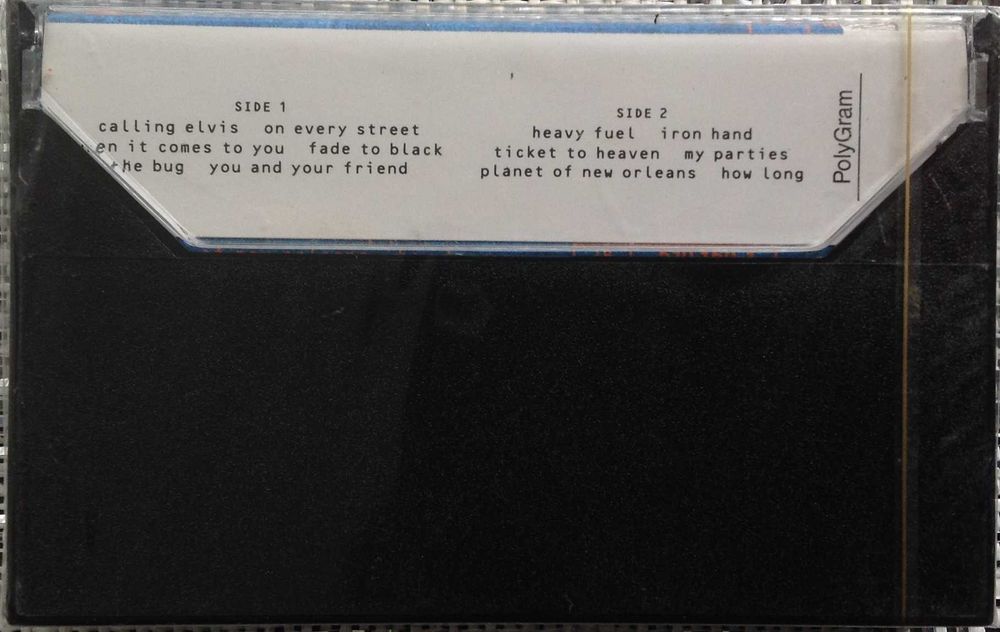 SIDE 1
calling elvis on every street
en it comes to you fade to black
the bug you and your friend
SIDE 2
heavy fuel iron hand
ticket to heaven my parties
planet of new orleans how long
PolyGram